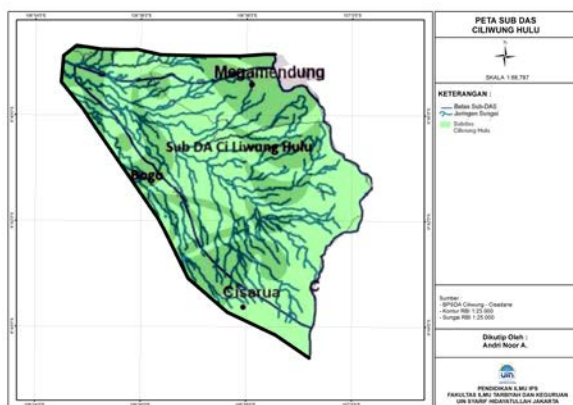 PETA SUB DAS
CILIWUNG HULU
SKALA 1:68,787
KETERANGAN :
Batas Sub-DAS
Jaringan Sungai
Subdas
Ciliwung Hulu
Sumber :
- BPSDA Ciliwung - Cisadane
- Kontur RBI 1:25.000
- Sungai RBI 1:25.000
Dikutip Oleh :
Andri Noor A.
uin
PENDIDIKAN ILMU IPS
FAKULTAS ILMU TARBIYAH DAN KEGURUAN
UIN SYARIF HIDAYATULLAH JAKARTA
Megamendung
Sub DA Ci Liwung Hulu
Bogo
Cisarua